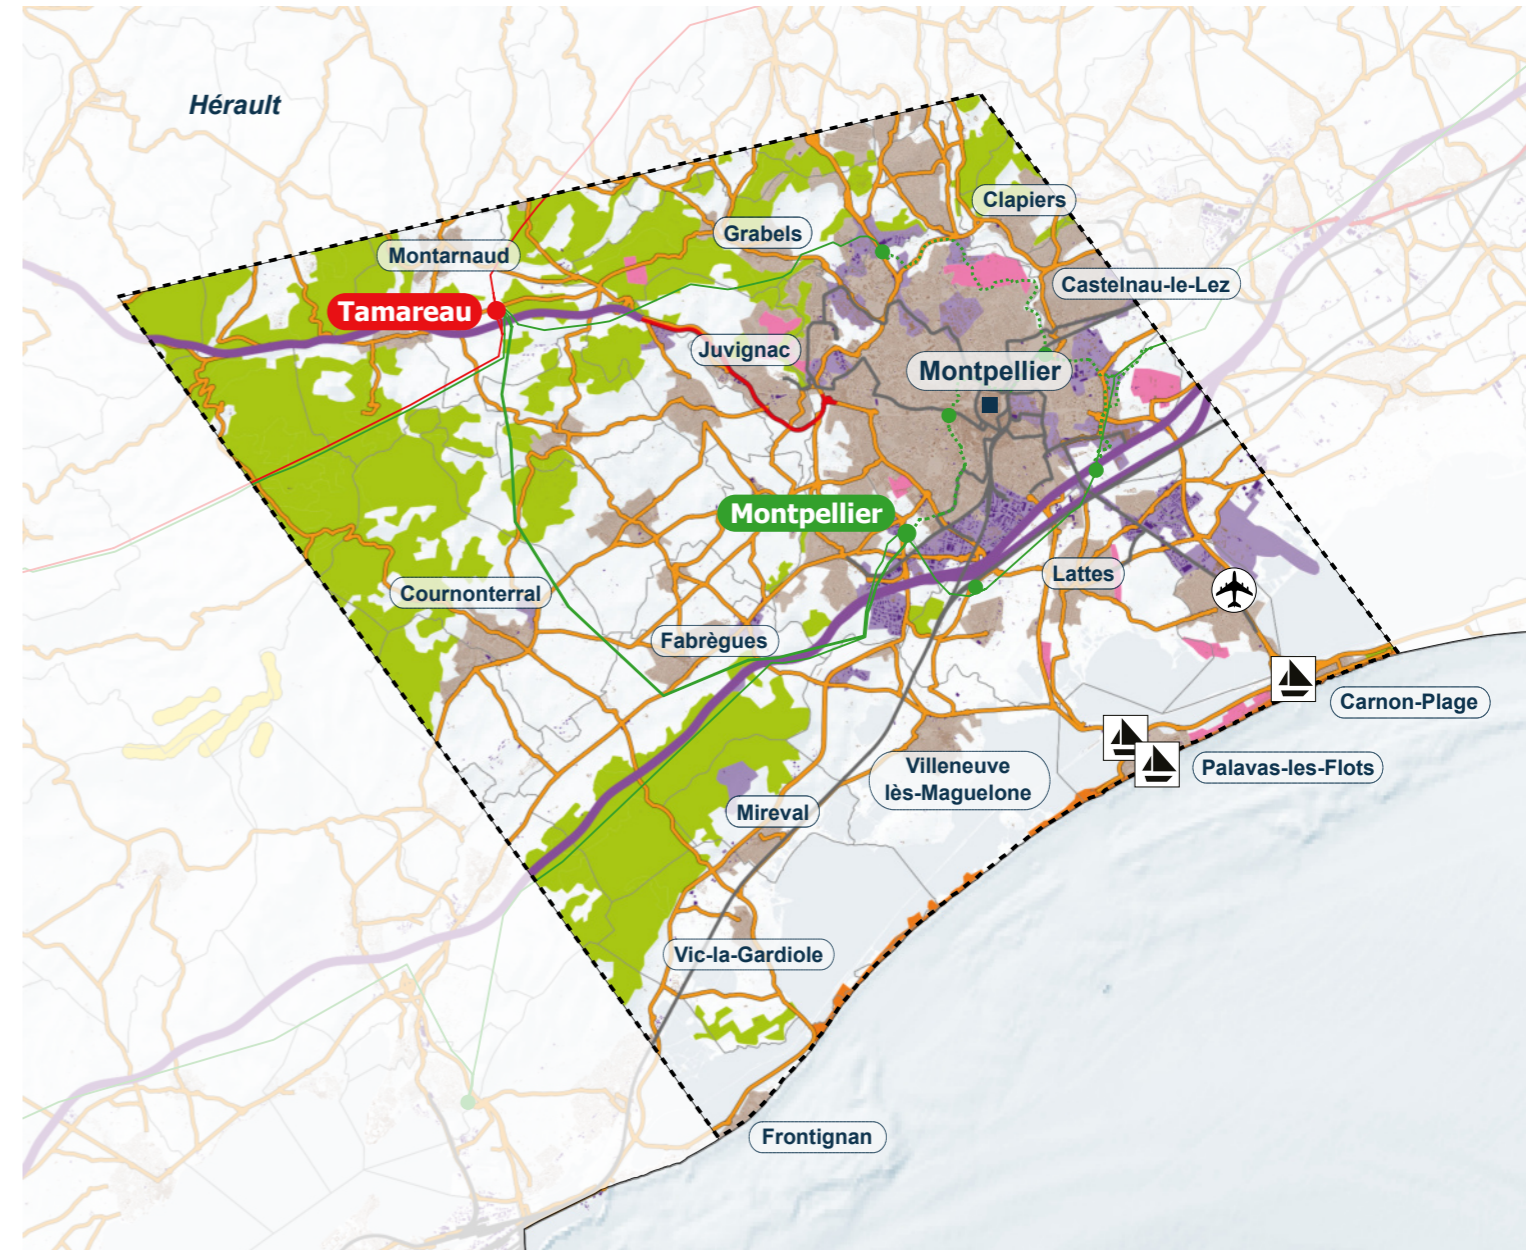 Hérault
Clapiers
Grabels
Montarnaud
Castelnau-le-Lez
Tamareau
Juvignac
Montpellier
Montpellier
Lattes
Cournonterral
Fabrègues
Carnon-Plage
Villeneuve
lès-Maguelone
Palavas-les-Flots
Mireval
Vic-la-Gardiole
Frontignan